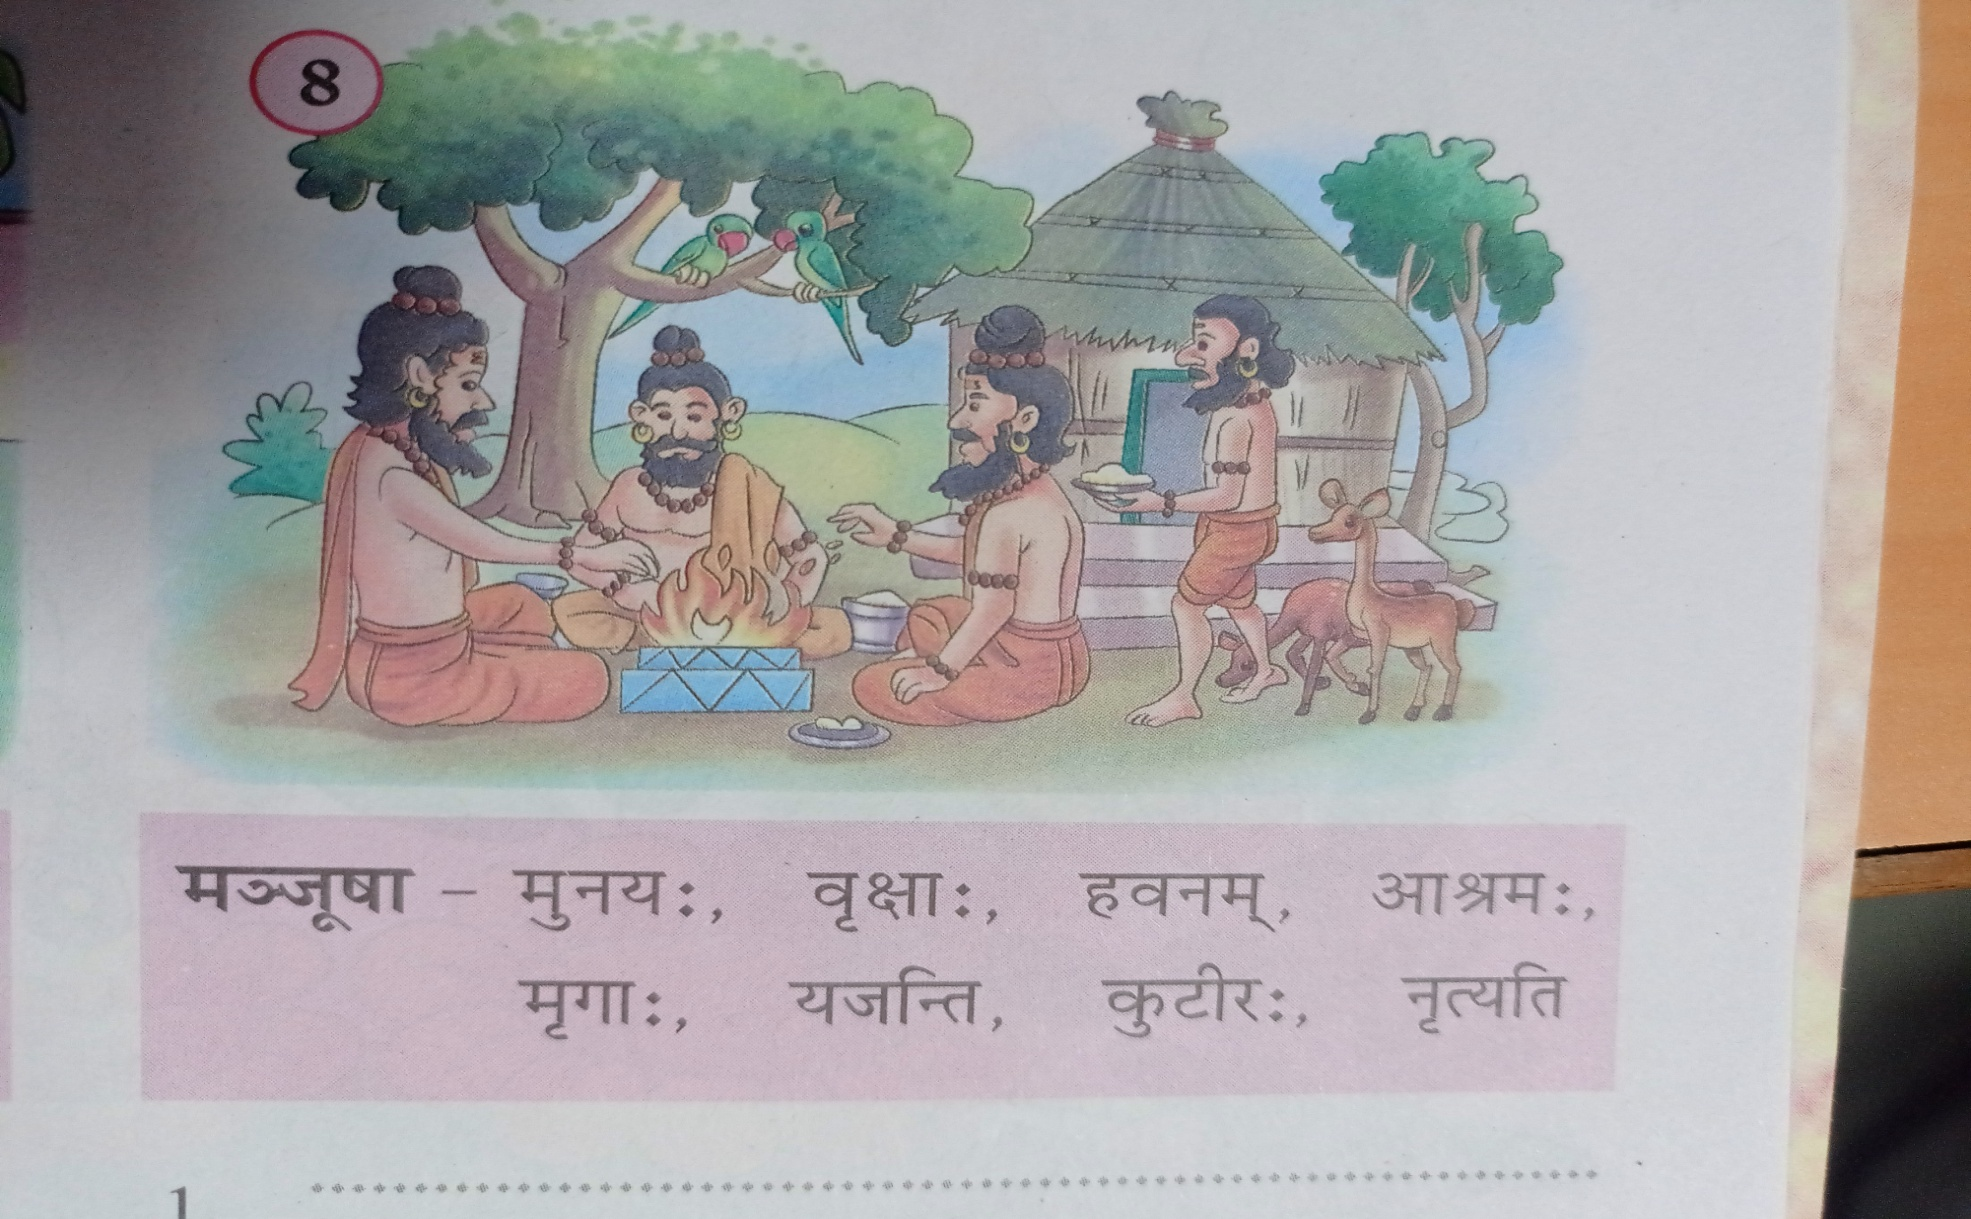 8
मञ्जूषा – मुनयः, वृक्षाः, हवनम्, आश्रमः,
मृगाः, यजन्ति, कुटीरः, नृत्यति
1